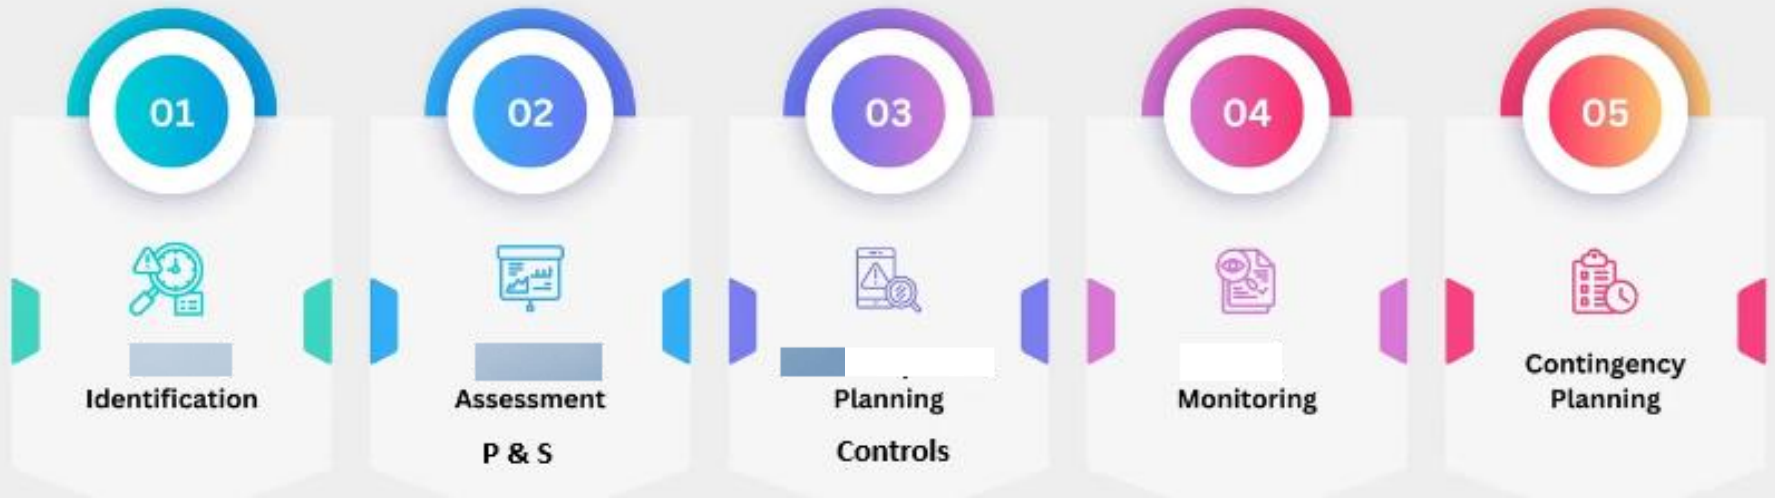 01
02
03
04
05
Identification
Assessment
P & S
Planning
Controls
Monitoring
Contingency
Planning